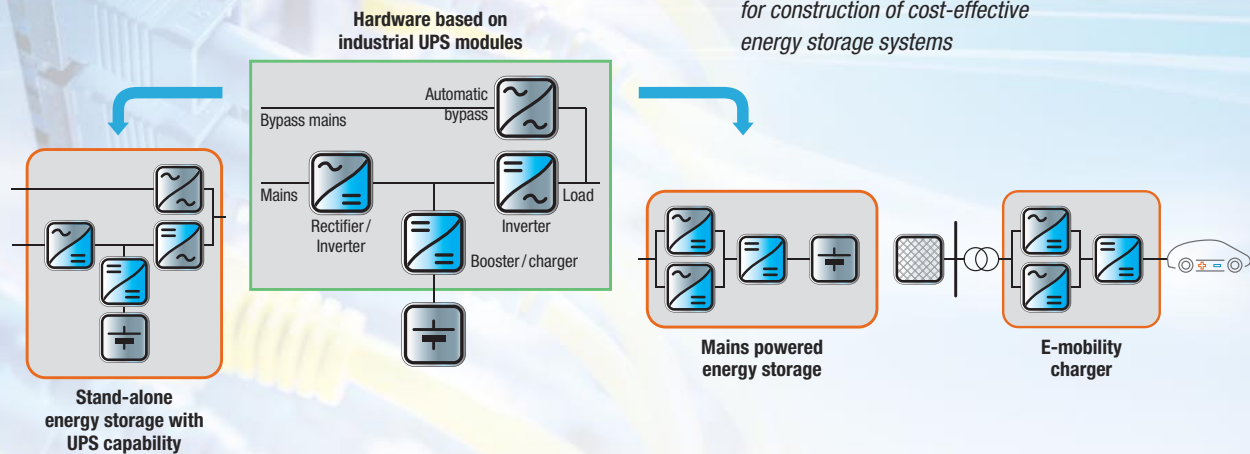 for construction of cost-effective
energy storage systems
Hardware based on
industrial UPS modules
Automatic
bypass
Bypass mains
Mains
Load
Rectifier/
Inverter
Inverter
Booster/charger
Stand-alone
energy storage with
UPS capability
Mains powered
energy storage
E-mobility
charger